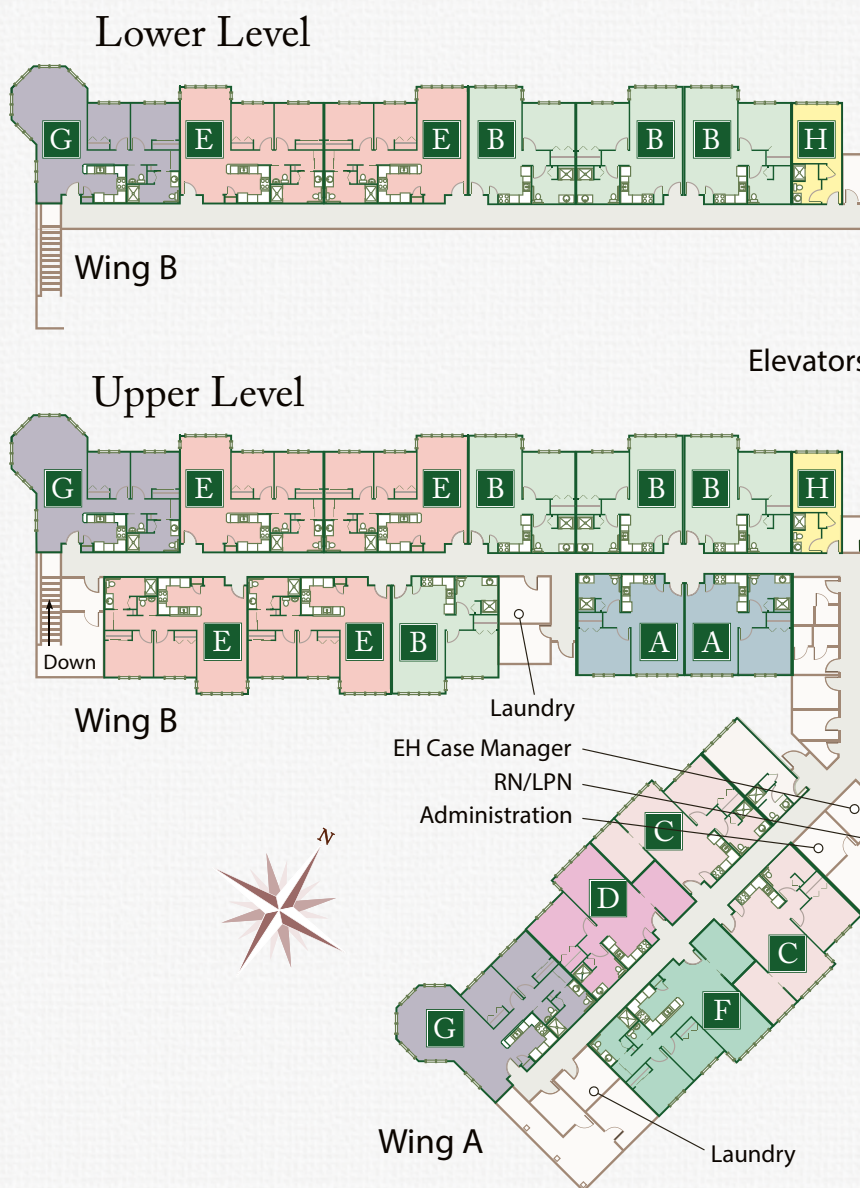 Lower Level
G E E B B B H
Wing B
Elevators
Upper Level
G E E B B B H
E E B A A
Down
Wing B
Laundry
EH Case Manager
RN/LPN
Administration
C
N
D
C
F
G
Wing A
Laundry